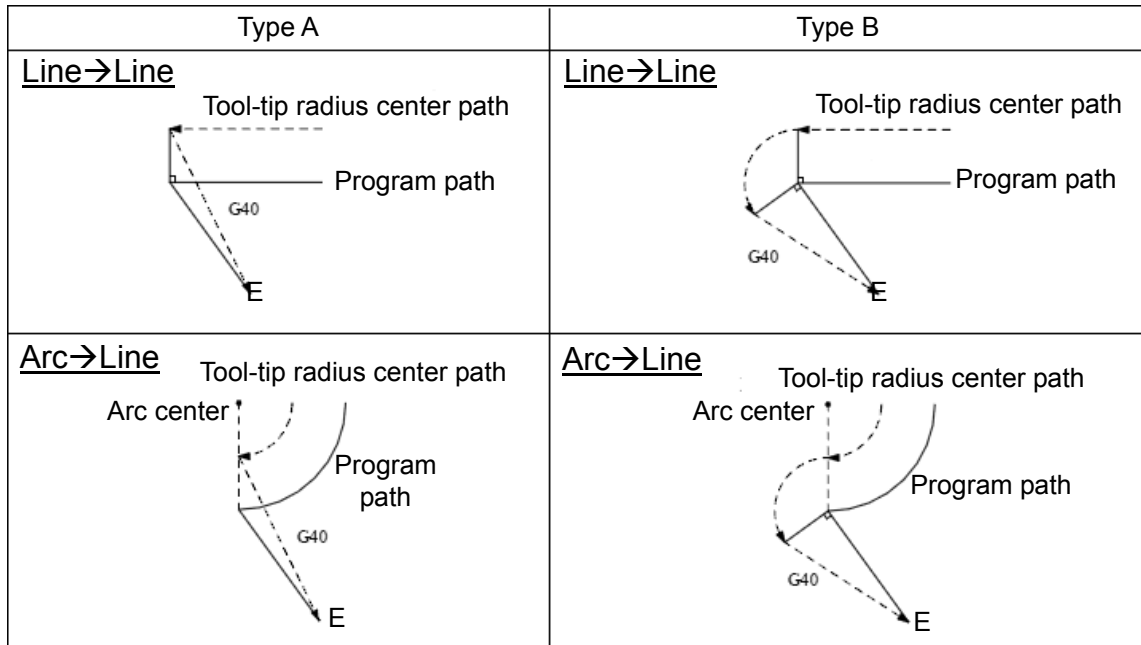 Type A
Type B
Line→Line
Tool-tip radius center path
Program path
G40
E
Line→Line
Tool-tip radius center path
Program path
G40
E
Arc→Line
Tool-tip radius center path
Arc center
Program
path
G40
E
Arc→Line
Tool-tip radius center path
Arc center
Program path
G40
E